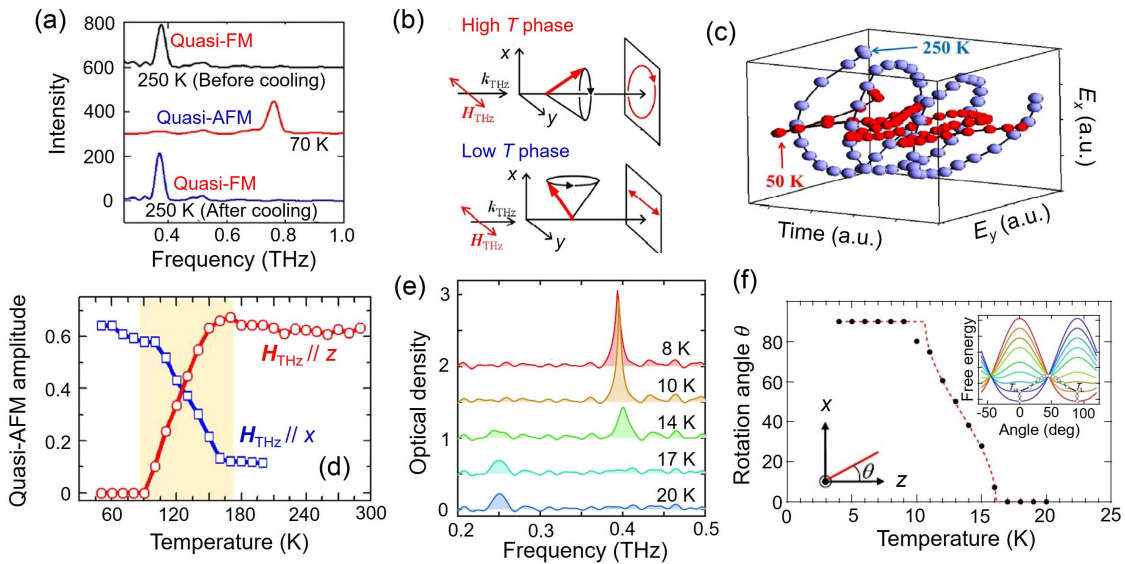 (a)
800
600
400
200
0
Intensity
Quasi-FM
250 K (Before cooling)
Quasi-AFM
70 K
Quasi-FM
250 K (After cooling)
0.4 0.6 0.8 1.0
Frequency (THz)
(b)
High T phase
x
k THz
H THz
y
Low T phase
x
k THz
H THz
y
(c)
250 K
50 K
Ex (a.u.)
Time (a.u.)
Ey (a.u.)
(d)
0.6
0.4
0.2
0
Quasi-AFM amplitude
HTHz // z
HTHz // x
60 120 180 240 300
Temperature (K)
(e)
3
2
1
0
Optical density
8 K
10 K
14 K
17 K
20 K
0.2 0.3 0.4 0.5
Frequency (THz)
(f)
80
60
40
20
0
Rotation angle θ
x
θ
z
0 5 10 15 20 25
Temperature (K)
Free energy
-50 0 50 100
Angle (deg)